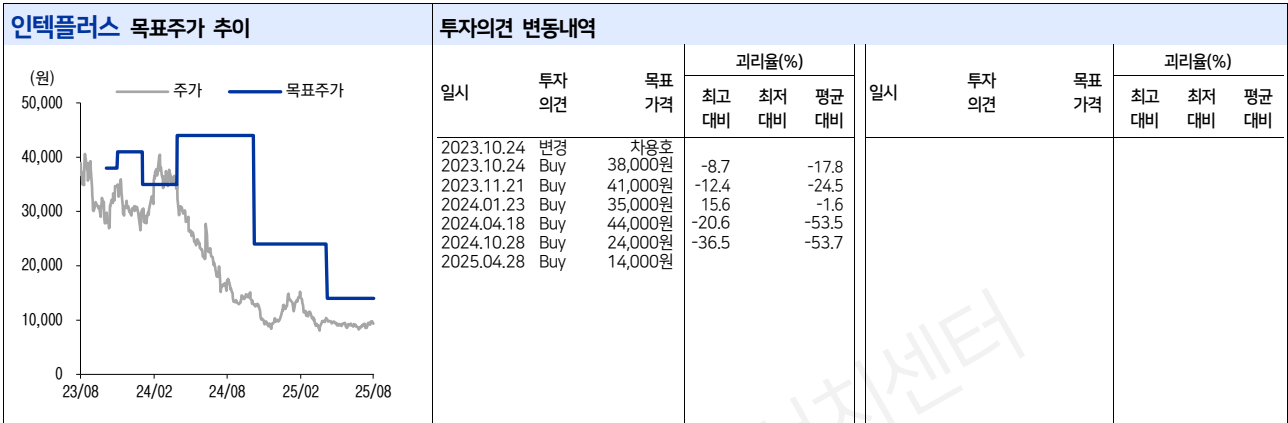 인텍플러스 목표주가 추이
(원)
주가
목표주가
50,000
40,000
30,000
20,000
10,000
0
23/08 24/02 24/08 25/02 25/08
투자의견 변동내역
일시 투자의견 목표가격 괴리율(%)
최고대비 최저대비 평균대비
2023.10.24 변경 차용호
2023.10.24 Buy 38,000원 -8.7 -17.8
2023.11.21 Buy 41,000원 -12.4 -24.5
2024.01.23 Buy 35,000원 15.6 -1.6
2024.04.18 Buy 44,000원 -20.6 -53.5
2024.10.28 Buy 24,000원 -36.5 -53.7
2025.04.28 Buy 14,000원
일시 투자의견 목표가격 괴리율(%)
최고대비 최저대비 평균대비